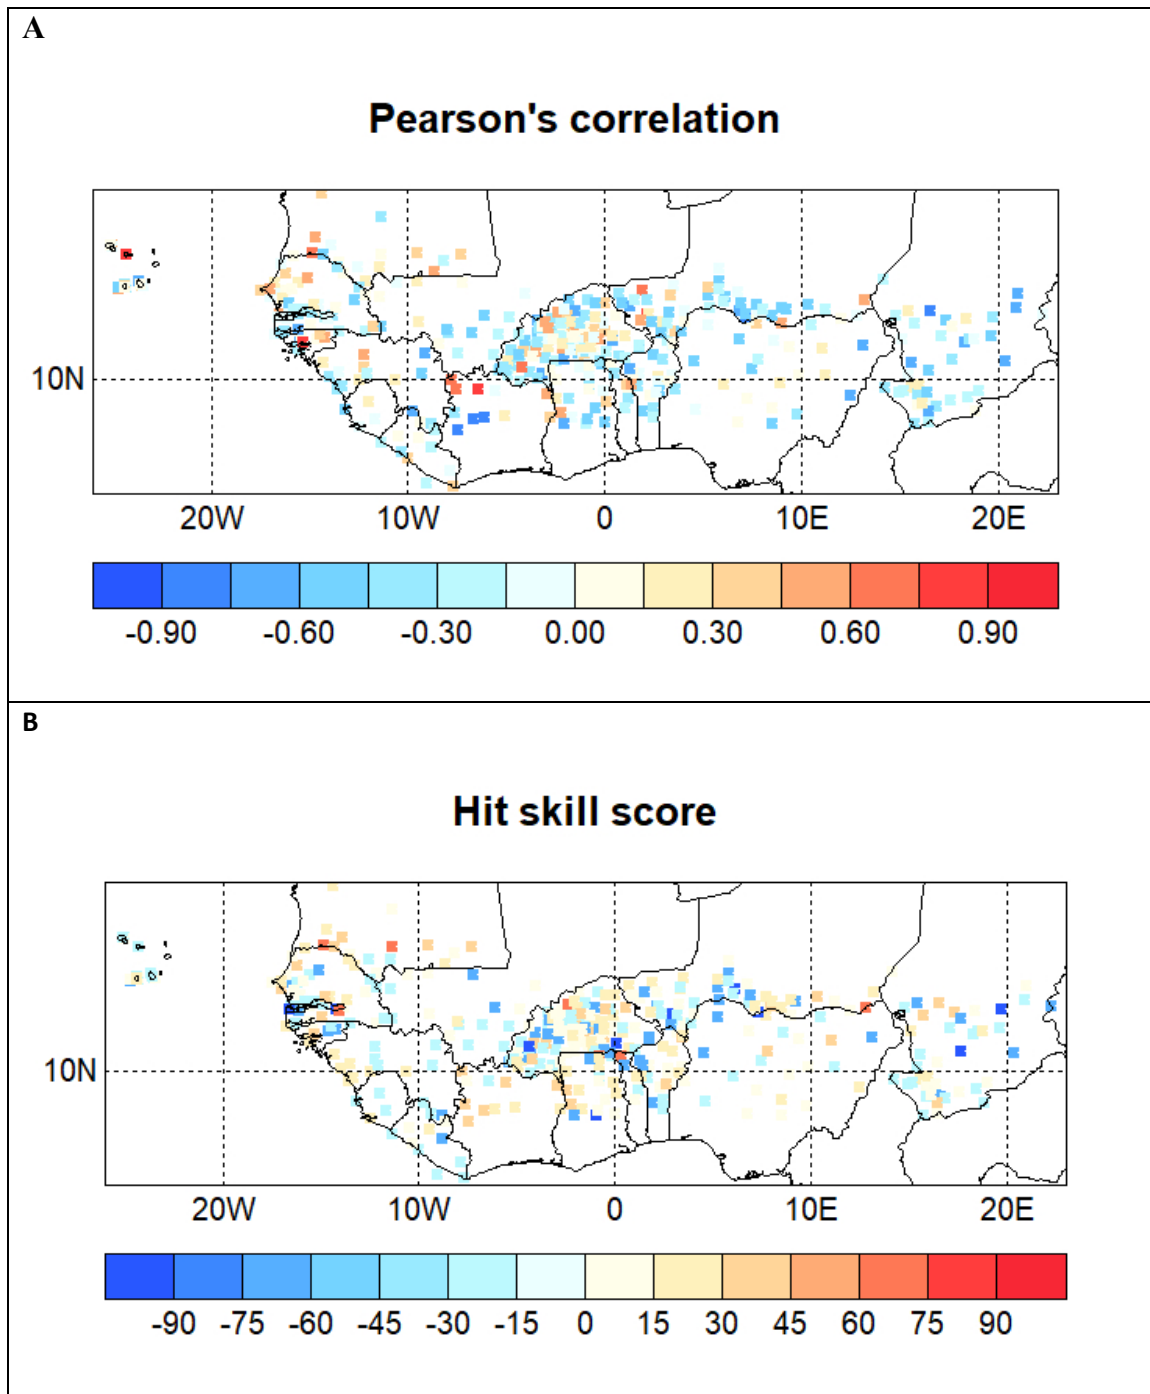 A
Pearson's correlation
10N
20W 10W 0 10E 20E
-0.90 -0.60 -0.30 0.00 0.30 0.60 0.90
B
Hit skill score
10N
20W 10W 0 10E 20E
-90 -75 -60 -45 -30 -15 0 15 30 45 60 75 90